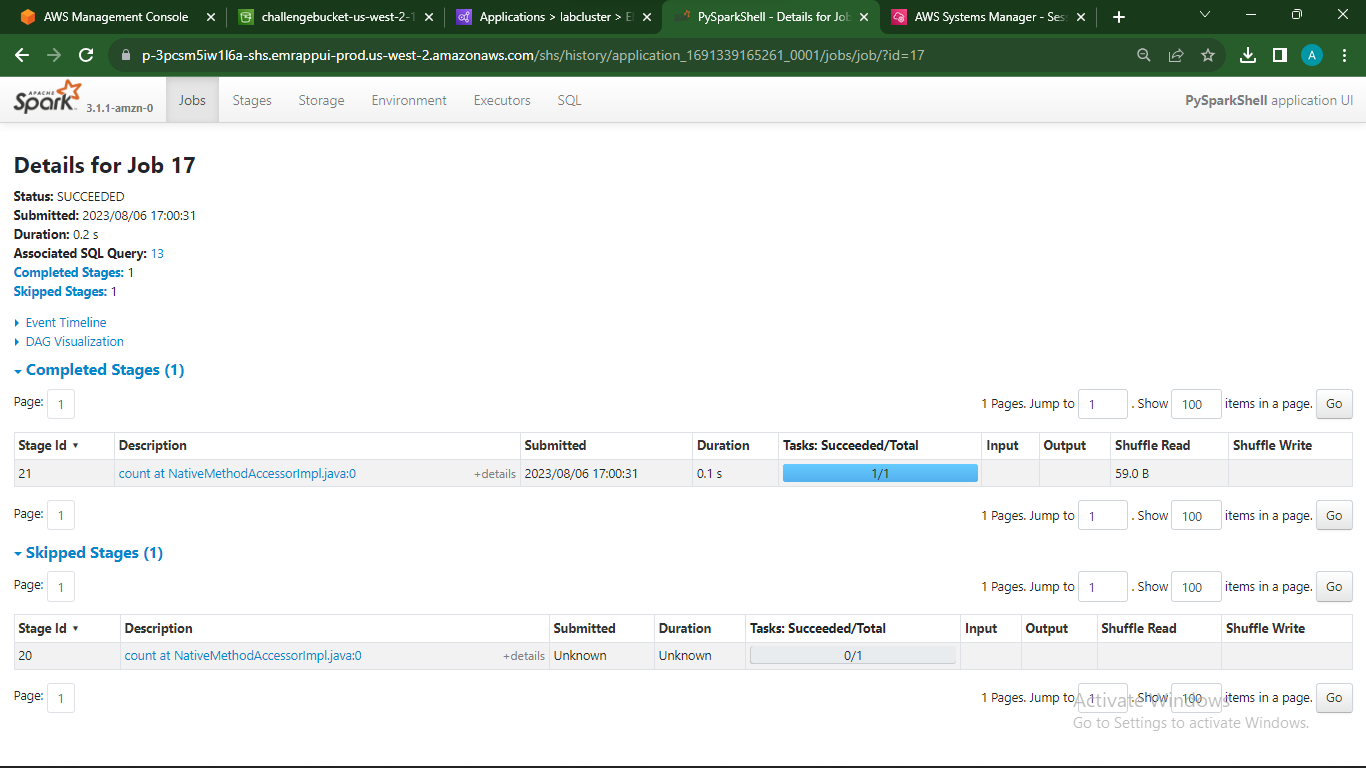 AWS Management Console
challengebucket-us-west-2-1
Applications > labcluster > E
PySparkShell - Details for Job
AWS Systems Manager - Ses
p-3pcsm5iw1l6a-shs.emrappui-prod.us-west-2.amazonaws.com/shs/history/application_1691339165261_0001/jobs/job/?id=17
A
APACHE
Spark 3.1.1-amzn-0
Jobs Stages Storage Environment Executors SQL
PySparkShell application UI
Details for Job 17
Status: SUCCEEDED
Submitted: 2023/08/06 17:00:31
Duration: 0.2 s
Associated SQL Query: 13
Completed Stages: 1
Skipped Stages: 1
Event Timeline
DAG Visualization
Completed Stages (1)
Page: 1 1 Pages. Jump to 1 . Show 100 items in a page. Go
Stage Id ▾ Description Submitted Duration Tasks: Succeeded/Total Input Output Shuffle Read Shuffle Write
21 count at NativeMethodAccessorImpl.java:0 +details 2023/08/06 17:00:31 0.1 s 1/1 59.0 B
Page: 1 1 Pages. Jump to 1 . Show 100 items in a page. Go
Skipped Stages (1)
Page: 1 1 Pages. Jump to 1 . Show 100 items in a page. Go
Stage Id ▾ Description Submitted Duration Tasks: Succeeded/Total Input Output Shuffle Read Shuffle Write
20 count at NativeMethodAccessorImpl.java:0 +details Unknown Unknown 0/1
Page: 1 1 Pages. Jump to 1 . Show 100 items in a page. Go
Activate Windows
Go to Settings to activate Windows.